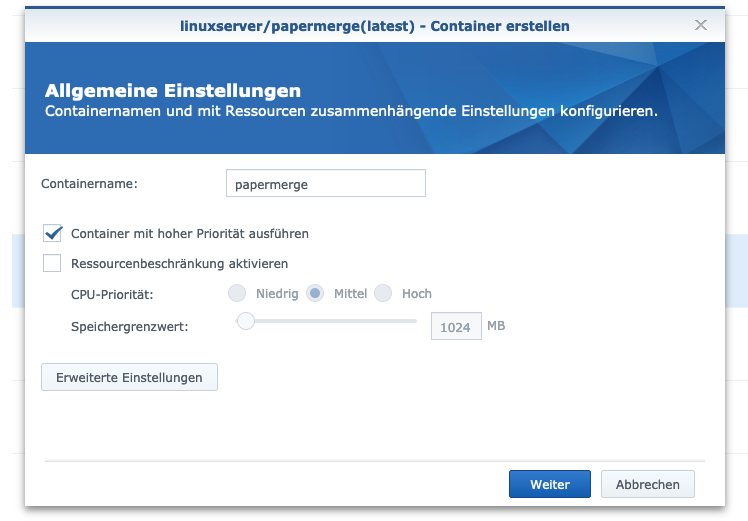 linuxserver/papermerge(latest) - Container erstellen
Allgemeine Einstellungen
Containernamen und mit Ressourcen zusammenhängende Einstellungen konfigurieren.
Containername: papermerge
Container mit hoher Priorität ausführen
Ressourcenbeschränkung aktivieren
CPU-Priorität: Niedrig Mittel Hoch
Speichergrenzwert: 1024 MB
Erweiterte Einstellungen
Weiter Abbrechen